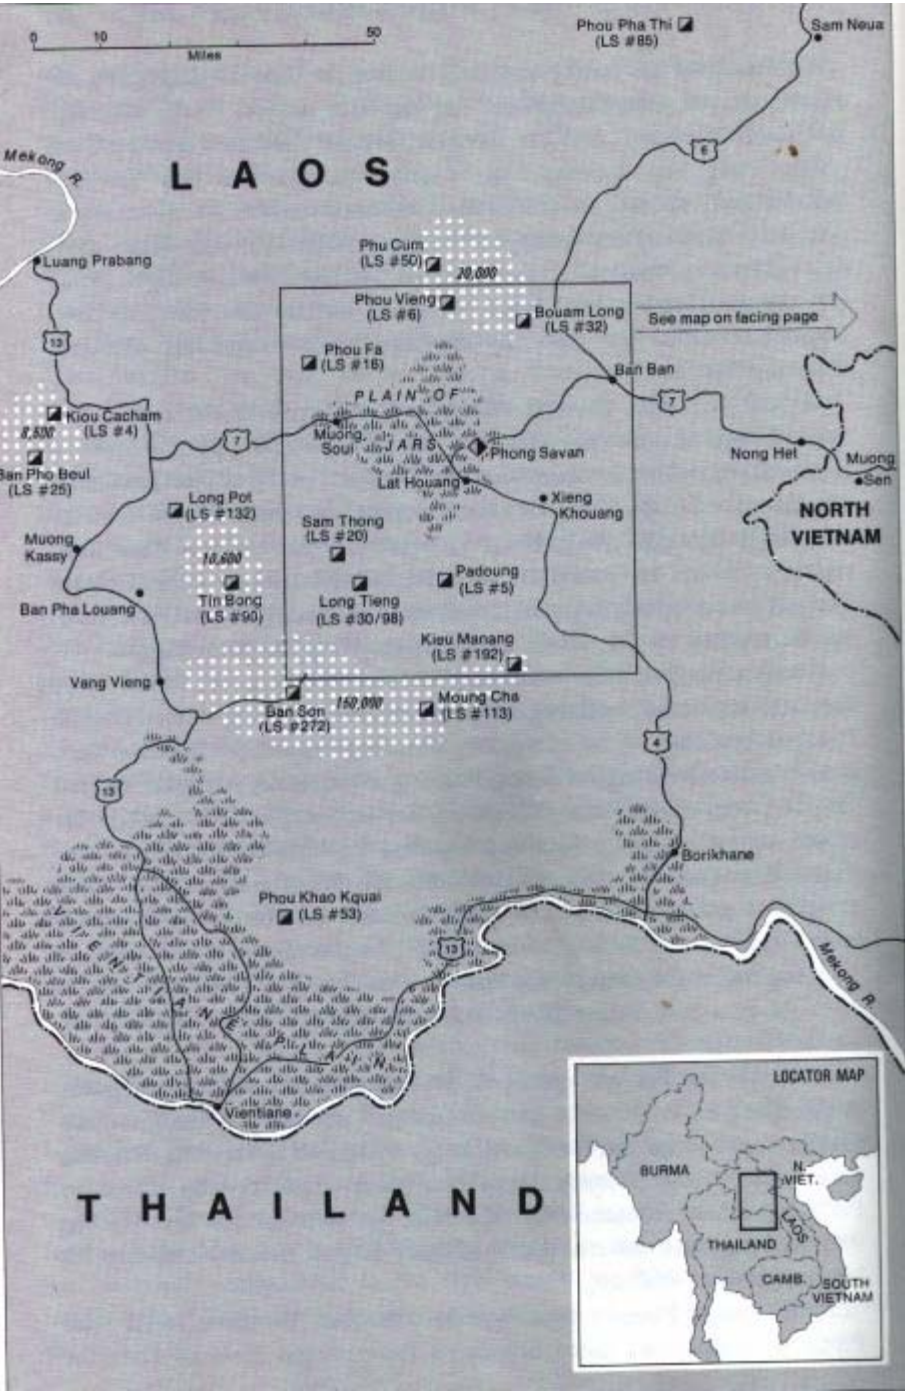 Phou Pha Thi
(LS #85)
Sam Neua
0 10 50
Miles
6
Mekong R.
LAOS
Luang Prabang
Phu Cum
(LS #50)
20,000
Phou Vieng
(LS #6)
Bouam Long
(LS #32)
See map on facing page
13
Phou Fa
(LS #16)
Ban Ban
PLAIN OF
JARS
7
Kiou Cacham
(LS #4)
8,500
Ban Pho Beul
(LS #25)
7
Muong
Soui
Phong Savan
Nong Het
Muong
Sen
Lat Houang
Xieng
Khouang
NORTH
VIETNAM
Long Pot
(LS #132)
Sam Thong
(LS #20)
Muong
Kassy
10,600
Tin Bong
(LS #90)
Long Tieng
(LS #30/98)
Padoung
(LS #5)
Ban Pha Louang
Kieu Manang
(LS #192)
Vang Vieng
Ban Son
(LS #272)
150,000
Moung Cha
(LS #113)
4
13
Borikhane
Phou Khao Kquai
(LS #53)
13
Mekong R.
VIENTIANE PLAIN
Vientiane
THAILAND
LOCATOR MAP
BURMA
N.
VIET.
LAOS
THAILAND
CAMB.
SOUTH
VIETNAM